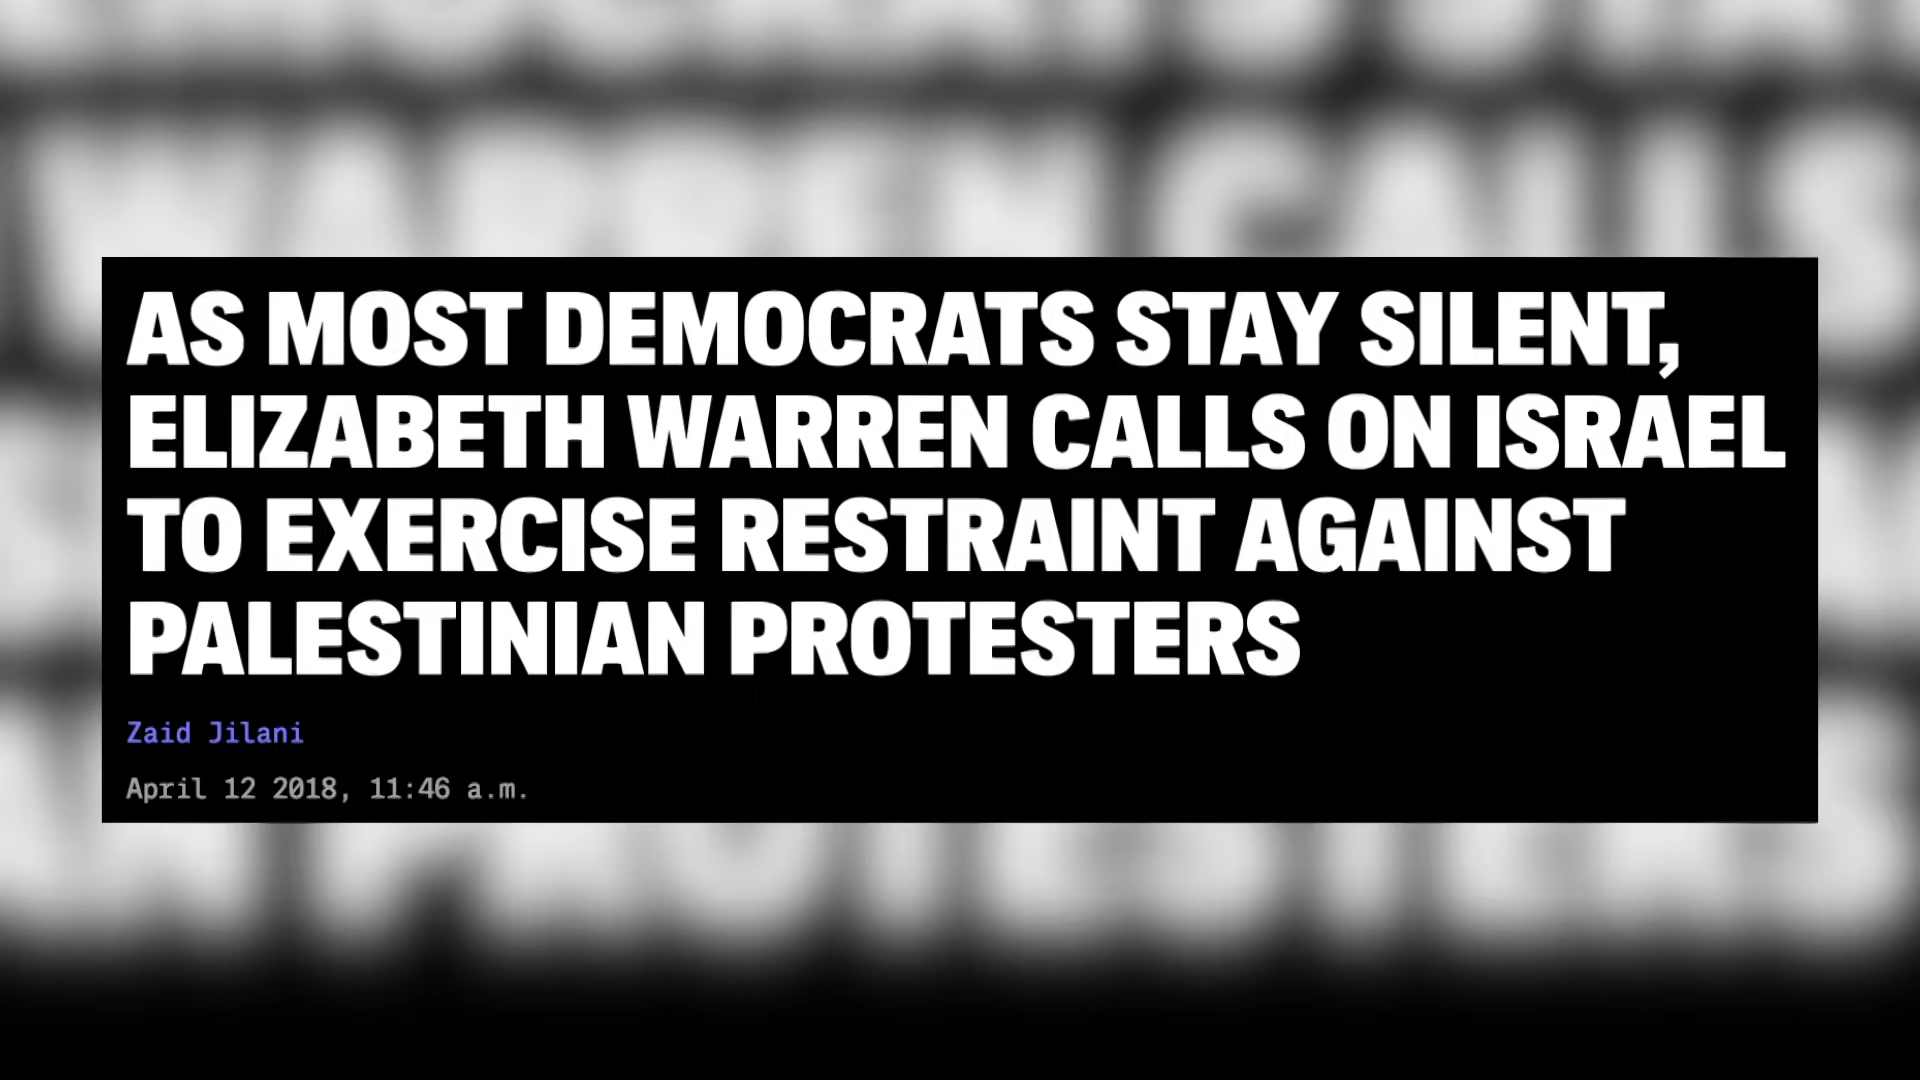 AS MOST DEMOCRATS STAY SILENT,
ELIZABETH WARREN CALLS ON ISRAEL
TO EXERCISE RESTRAINT AGAINST
PALESTINIAN PROTESTERS
Zaid Jilani
April 12 2018, 11:46 a.m.